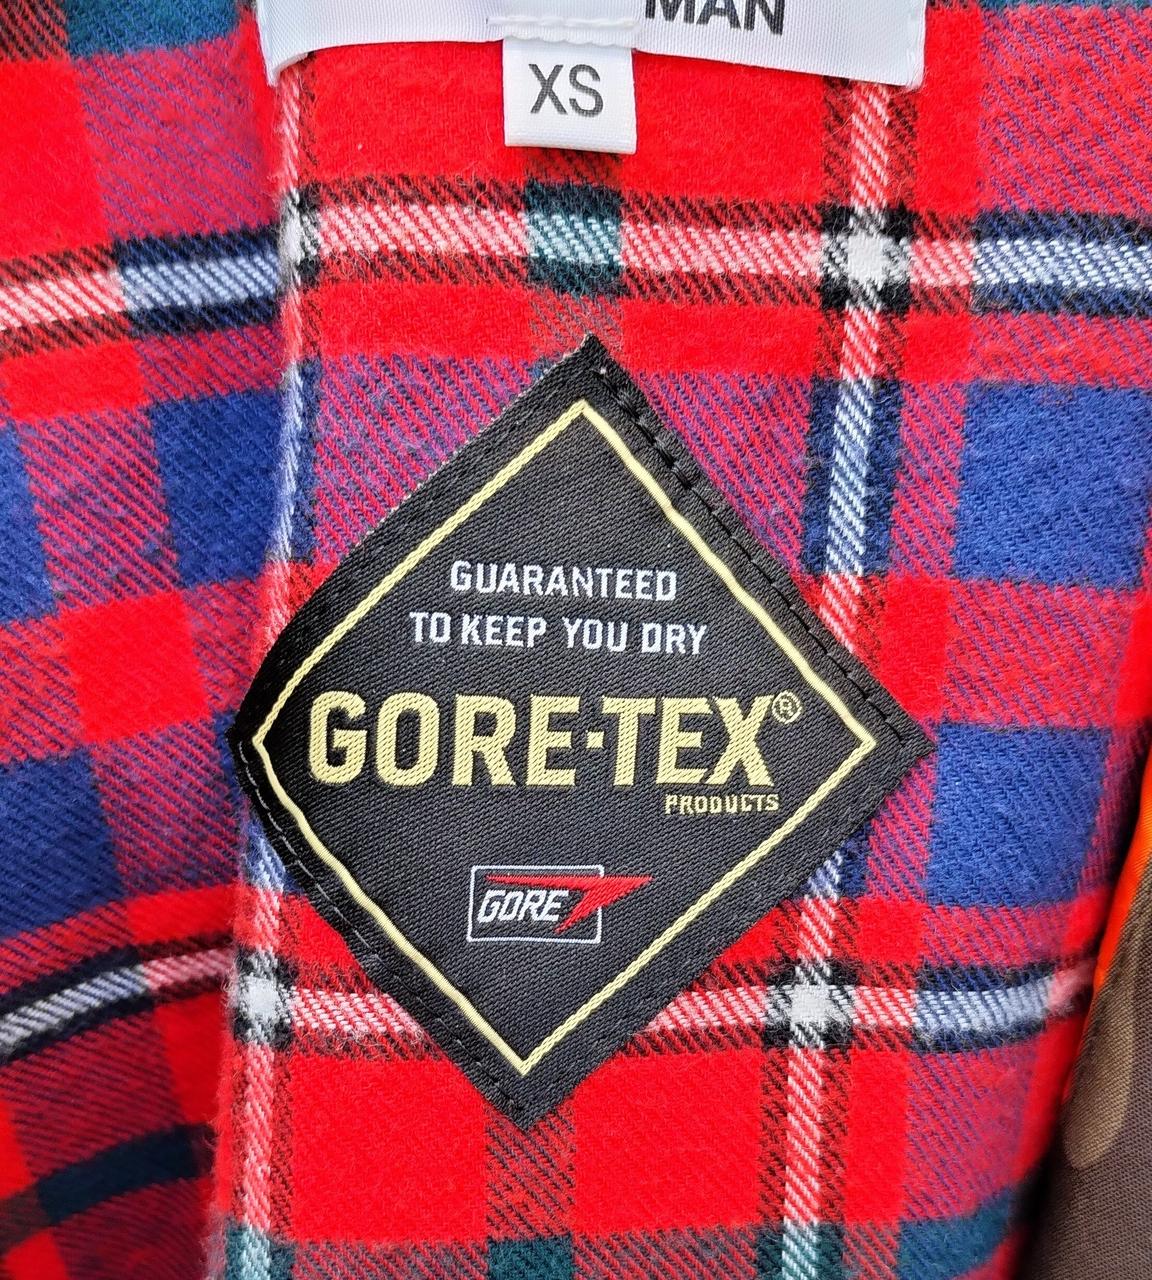 MAN
XS
GUARANTEED
TO KEEP YOU DRY
GORE-TEX®
PRODUCTS
GORE